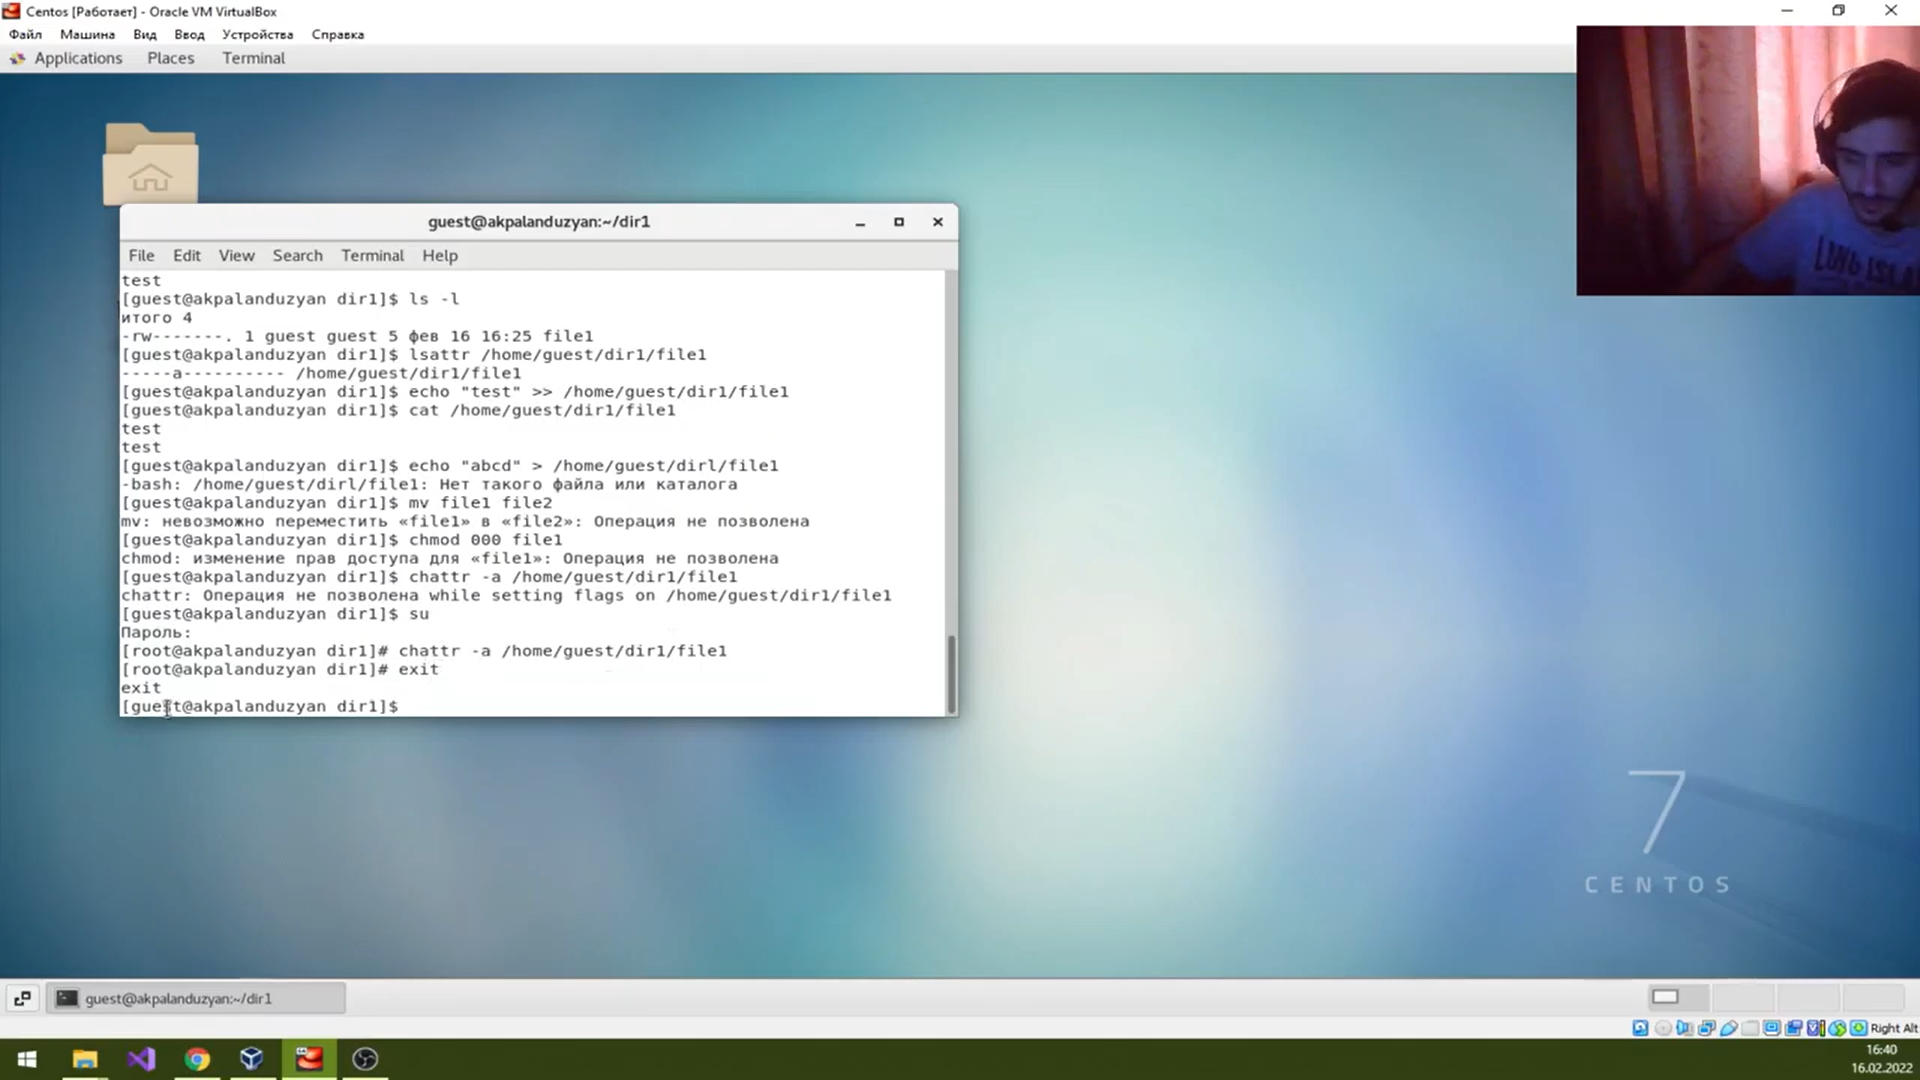 Centos [Работает] - Oracle VM VirtualBox
Файл Машина Вид Ввод Устройства Справка
Applications Places Terminal
guest@akpalanduzyan:~/dir1
File Edit View Search Terminal Help
test
[guest@akpalanduzyan dir1]$ ls -l
итого 4
-rw-------. 1 guest guest 5 фев 16 16:25 file1
[guest@akpalanduzyan dir1]$ lsattr /home/guest/dir1/file1
-----a---------- /home/guest/dir1/file1
[guest@akpalanduzyan dir1]$ echo "test" >> /home/guest/dir1/file1
[guest@akpalanduzyan dir1]$ cat /home/guest/dir1/file1
test
test
[guest@akpalanduzyan dir1]$ echo "abcd" > /home/guest/dirl/file1
-bash: /home/guest/dirl/file1: Нет такого файла или каталога
[guest@akpalanduzyan dir1]$ mv file1 file2
mv: невозможно переместить «file1» в «file2»: Операция не позволена
[guest@akpalanduzyan dir1]$ chmod 000 file1
chmod: изменение прав доступа для «file1»: Операция не позволена
[guest@akpalanduzyan dir1]$ chattr -a /home/guest/dir1/file1
chattr: Операция не позволена while setting flags on /home/guest/dir1/file1
[guest@akpalanduzyan dir1]$ su
Пароль:
[root@akpalanduzyan dir1]# chattr -a /home/guest/dir1/file1
[root@akpalanduzyan dir1]# exit
exit
[guest@akpalanduzyan dir1]$
LONG ISLA
7
CENTOS
guest@akpalanduzyan:~/dir1
Right Alt
16:40
16.02.2022